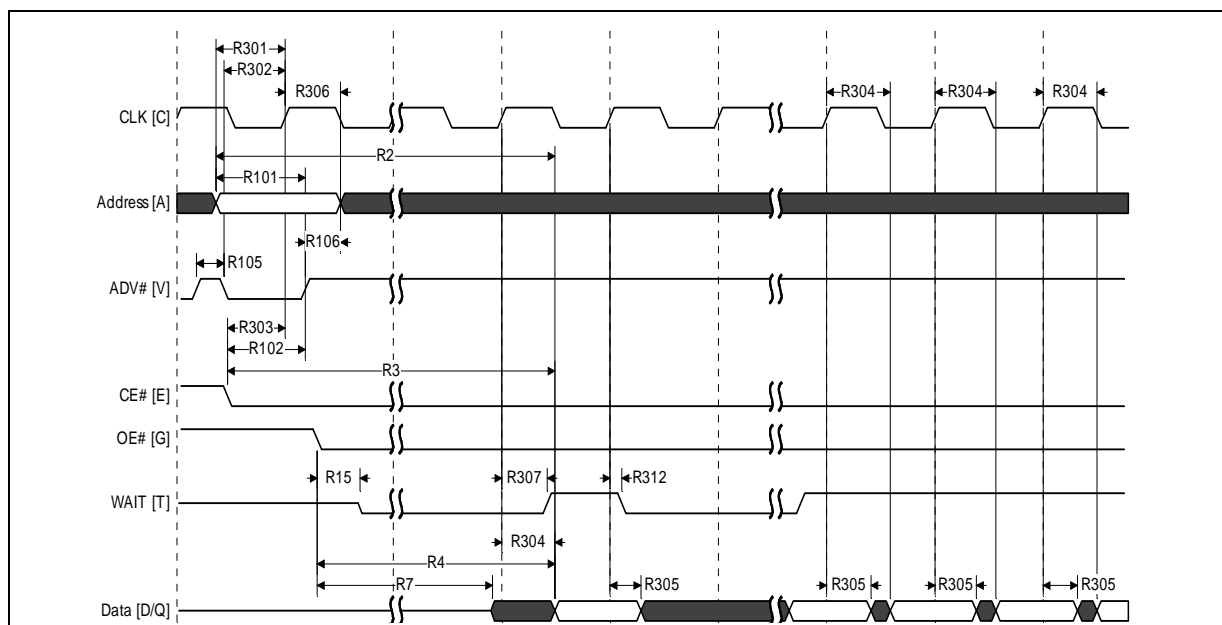 R301
R302
R306
R304 R304 R304
CLK [C]
R2
R101
Address [A]
R106
R105
ADV# [V]
R303
R102
R3
CE# [E]
OE# [G]
R15 R307 R312
WAIT [T]
R304
R4
R7 R305 R305 R305 R305
Data [D/Q]